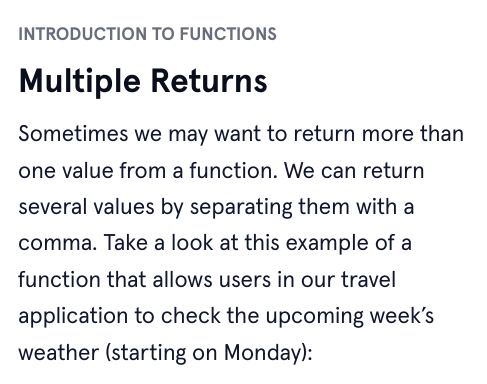 INTRODUCTION TO FUNCTIONS
Multiple Returns
Sometimes we may want to return more than
one value from a function. We can return
several values by separating them with a
comma. Take a look at this example of a
function that allows users in our travel
application to check the upcoming week’s
weather (starting on Monday):